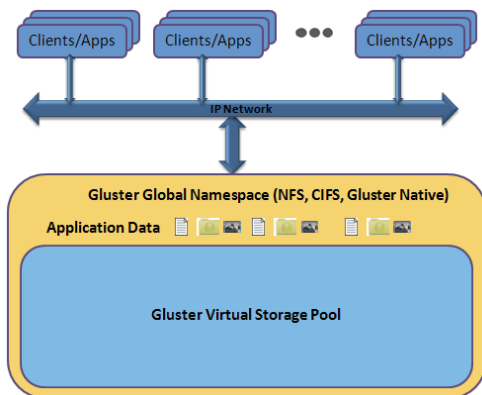 Clients/Apps Clients/Apps Clients/Apps
IP Network
Gluster Global Namespace (NFS, CIFS, Gluster Native)
Application Data
Gluster Virtual Storage Pool